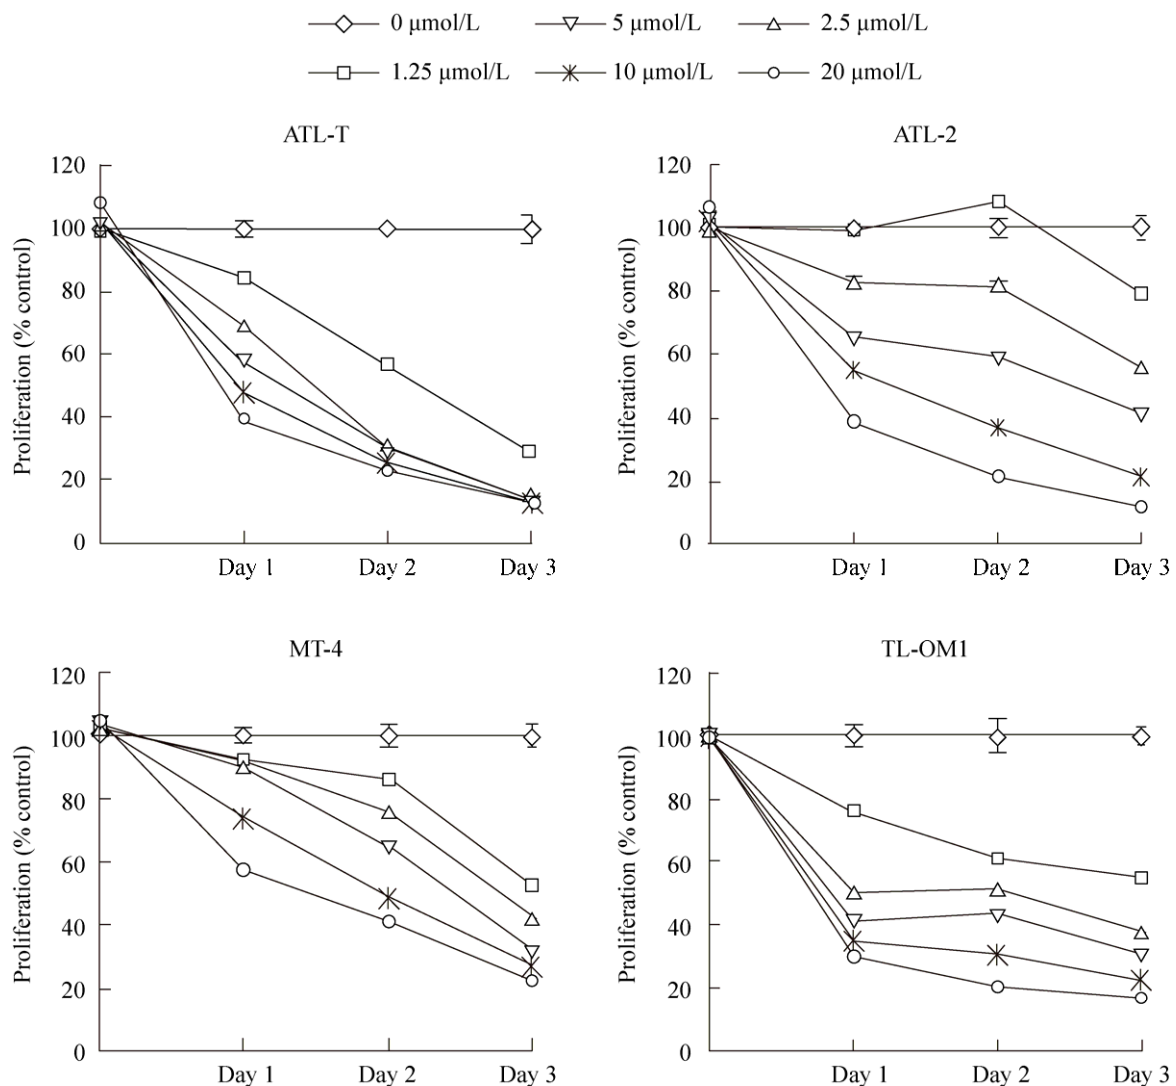 0 μmol/L 5 μmol/L 2.5 μmol/L
1.25 μmol/L 10 μmol/L 20 μmol/L
ATL-T
120
100
80
60
40
20
0
Proliferation (% control)
Day 1 Day 2 Day 3
ATL-2
120
100
80
60
40
20
0
Proliferation (% control)
Day 1 Day 2 Day 3
MT-4
120
100
80
60
40
20
0
Proliferation (% control)
Day 1 Day 2 Day 3
TL-OM1
120
100
80
60
40
20
0
Proliferation (% control)
Day 1 Day 2 Day 3